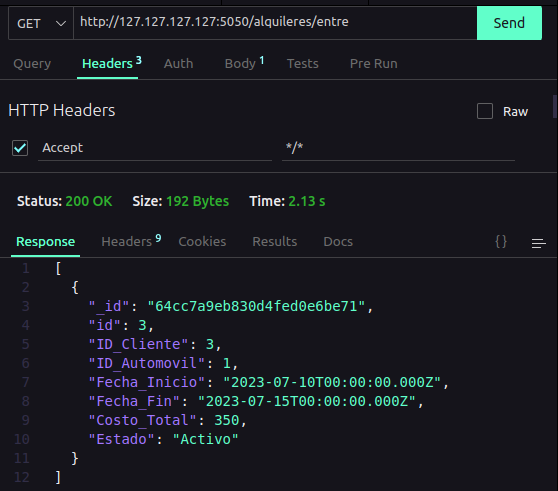 GET http://127.127.127.127:5050/alquileres/entre Send
Query Headers 3 Auth Body 1 Tests Pre Run
HTTP Headers Raw
Accept */*
Status: 200 OK Size: 192 Bytes Time: 2.13 s
Response Headers 9 Cookies Results Docs {}
1 [
2 {
3 "_id": "64cc7a9eb830d4fed0e6be71",
4 "id": 3,
5 "ID_Cliente": 3,
6 "ID_Automovil": 1,
7 "Fecha_Inicio": "2023-07-10T00:00:00.000Z",
8 "Fecha_Fin": "2023-07-15T00:00:00.000Z",
9 "Costo_Total": 350,
10 "Estado": "Activo"
11 }
12 ]